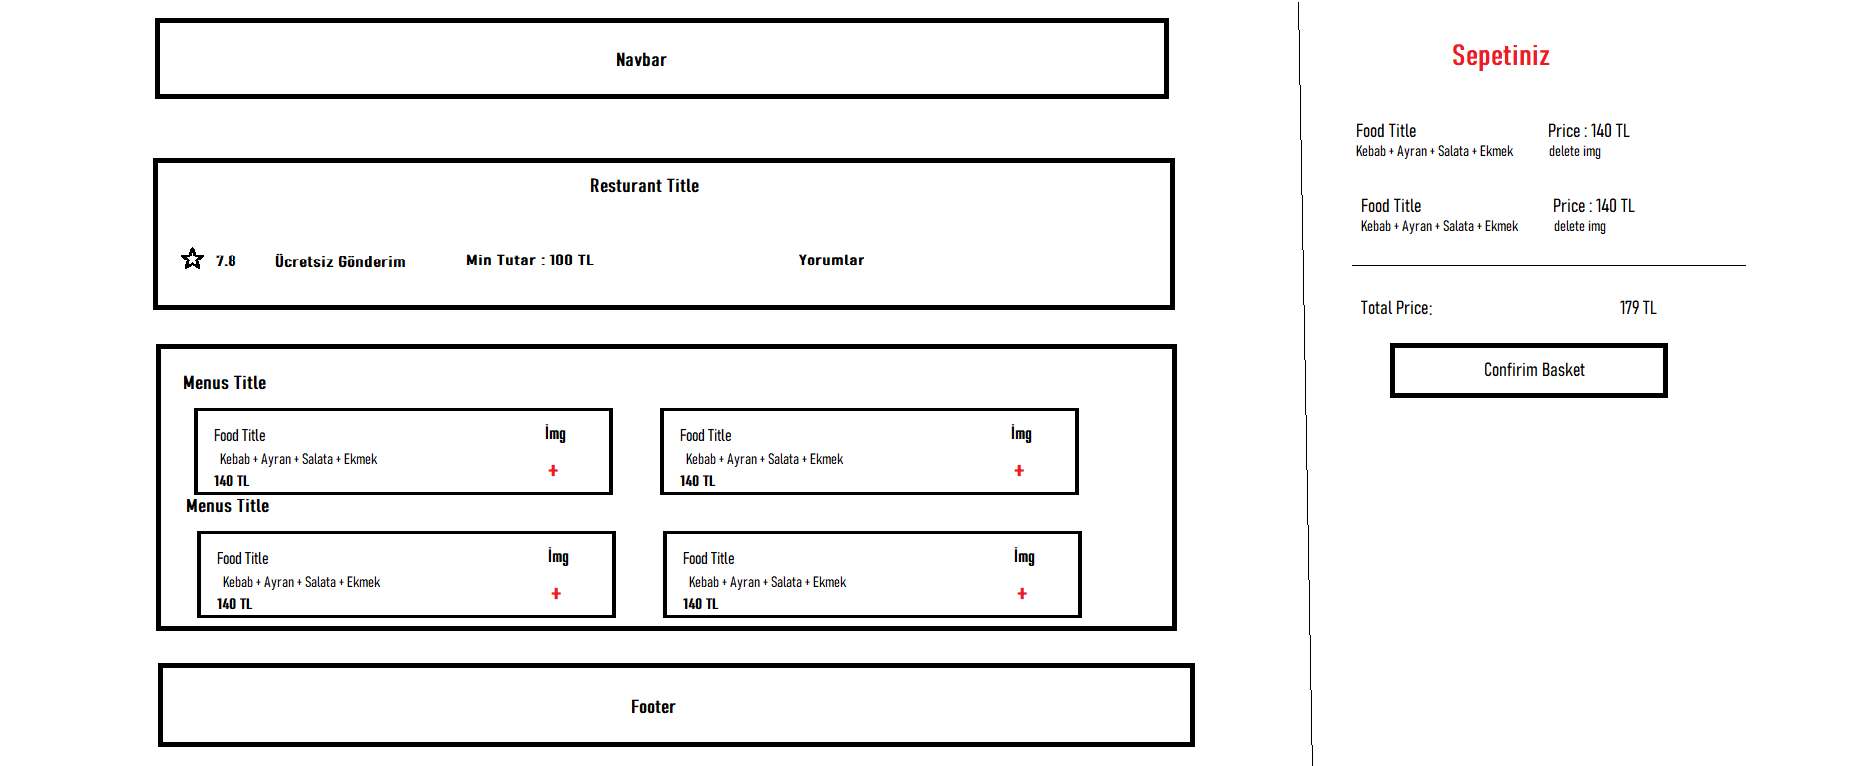 Navbar
Resturant Title
7.8 Ücretsiz Gönderim Min Tutar : 100 TL Yorumlar
Menus Title
Food Title İmg
Kebab + Ayran + Salata + Ekmek
+
140 TL
Food Title İmg
Kebab + Ayran + Salata + Ekmek
+
140 TL
Menus Title
Food Title İmg
Kebab + Ayran + Salata + Ekmek
+
140 TL
Food Title İmg
Kebab + Ayran + Salata + Ekmek
+
140 TL
Footer
Sepetiniz
Food Title Price : 140 TL
Kebab + Ayran + Salata + Ekmek delete img
Food Title Price : 140 TL
Kebab + Ayran + Salata + Ekmek delete img
Total Price: 179 TL
Confirim Basket